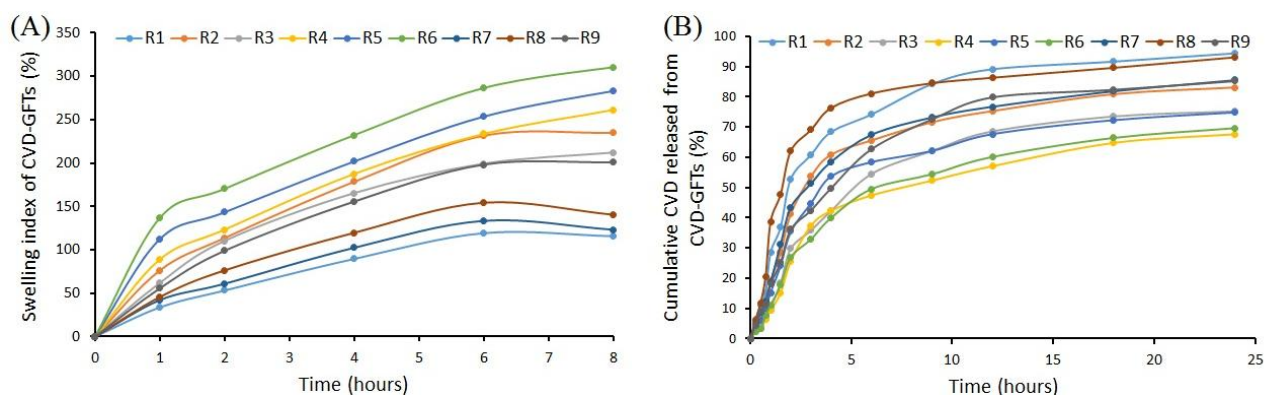 (A)
350
300
250
200
150
100
50
0
R1 R2 R3 R4 R5 R6 R7 R8 R9
Swelling index of CVD-GFTs (%)
0 1 2 3 4 5 6 7 8
Time (hours)
(B)
100
90
80
70
60
50
40
30
20
10
0
R1 R2 R3 R4 R5 R6 R7 R8 R9
Cumulative CVD released from
CVD-GFTs (%)
0 5 10 15 20 25
Time (hours)